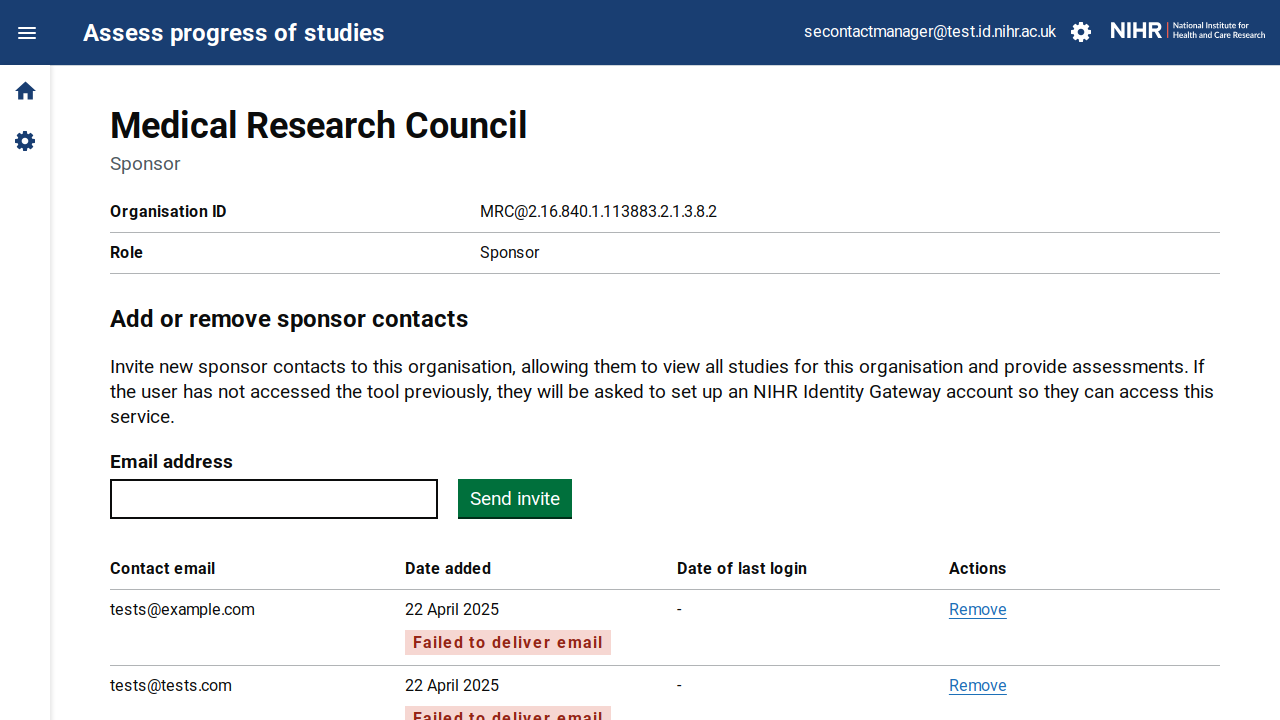 Assess progress of studies
secontactmanager@test.id.nihr.ac.uk
NIHR | National Institute for
Health and Care Research
Medical Research Council
Sponsor
Organisation ID MRC@2.16.840.1.113883.2.1.3.8.2
Role Sponsor
Add or remove sponsor contacts
Invite new sponsor contacts to this organisation, allowing them to view all studies for this organisation and provide assessments. If
the user has not accessed the tool previously, they will be asked to set up an NIHR Identity Gateway account so they can access this
service.
Email address
Send invite
Contact email Date added Date of last login Actions
tests@example.com 22 April 2025 - Remove
Failed to deliver email
tests@tests.com 22 April 2025 - Remove
Failed to deliver email